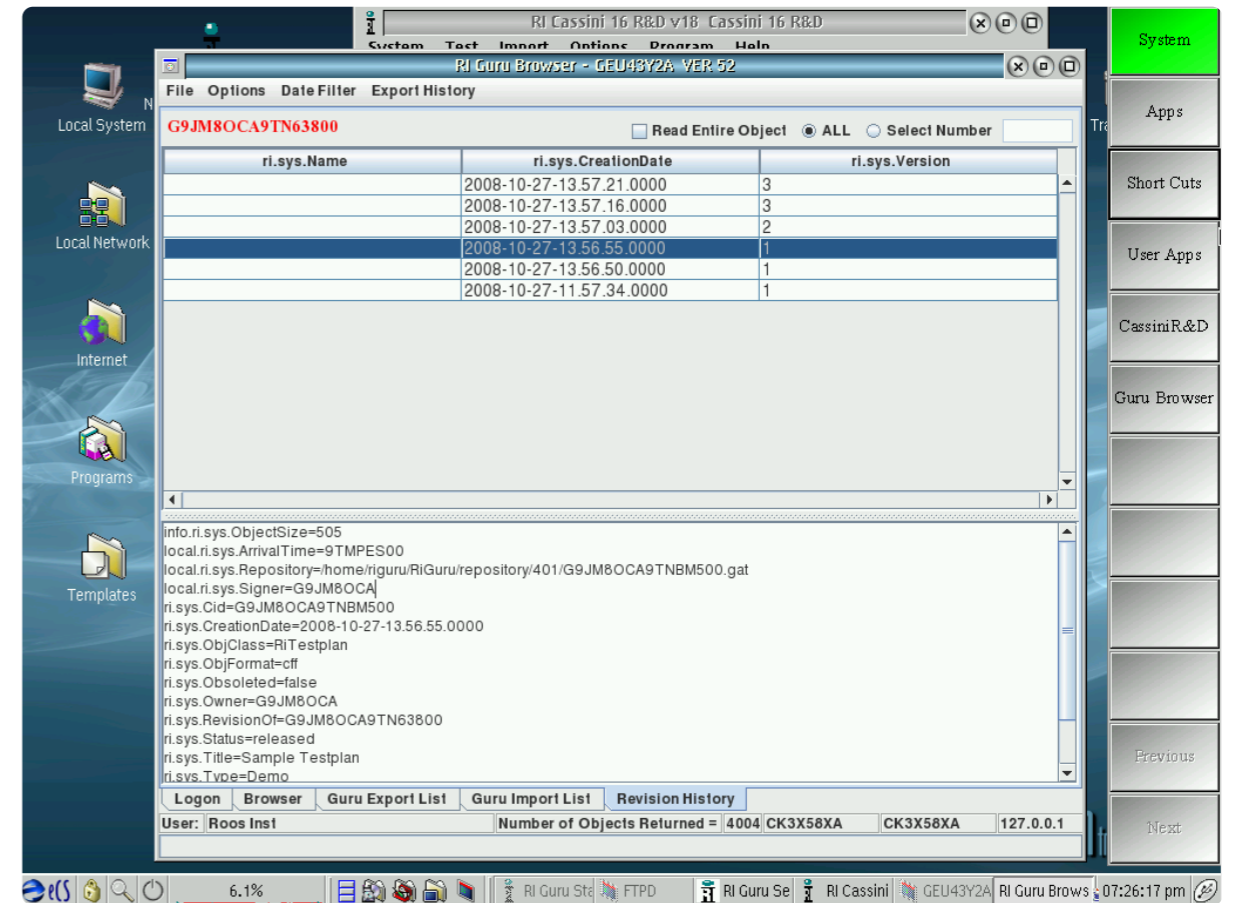 RI Cassini 16 R&D v18 Cassini 16 R&D
System Test Import Options Program Help
RI Guru Browser - GEU43Y2A VER 52
File Options Date Filter Export History
G9JM8OCA9TN63800
Read Entire Object ALL Select Number
ri.sys.Name ri.sys.CreationDate ri.sys.Version
2008-10-27-13.57.21.0000 3
2008-10-27-13.57.16.0000 3
2008-10-27-13.57.03.0000 2
2008-10-27-13.56.55.0000 1
2008-10-27-13.56.50.0000 1
2008-10-27-11.57.34.0000 1
info.ri.sys.ObjectSize=505
local.ri.sys.ArrivalTime=9TMPES00
local.ri.sys.Repository=/home/riguru/RiGuru/repository/401/G9JM8OCA9TNBM500.gat
local.ri.sys.Signer=G9JM8OCA
ri.sys.Cid=G9JM8OCA9TNBM500
ri.sys.CreationDate=2008-10-27-13.56.55.0000
ri.sys.ObjClass=RiTestplan
ri.sys.ObjFormat=cff
ri.sys.Obsoleted=false
ri.sys.Owner=G9JM8OCA
ri.sys.RevisionOf=G9JM8OCA9TN63800
ri.sys.Status=released
ri.sys.Title=Sample Testplan
ri.sys.Type=Demo
Logon Browser Guru Export List Guru Import List Revision History
User: Roos Inst Number of Objects Returned = 4004 CK3X58XA CK3X58XA 127.0.0.1
Local System
Local Network
Internet
Programs
Templates
System
Apps
Short Cuts
User Apps
CassiniR&D
Guru Browser
Previous
Next
eCS 6.1% RI Guru Sta FTPD RI Guru Se RI Cassini GEU43Y2A RI Guru Brows 07:26:17 pm